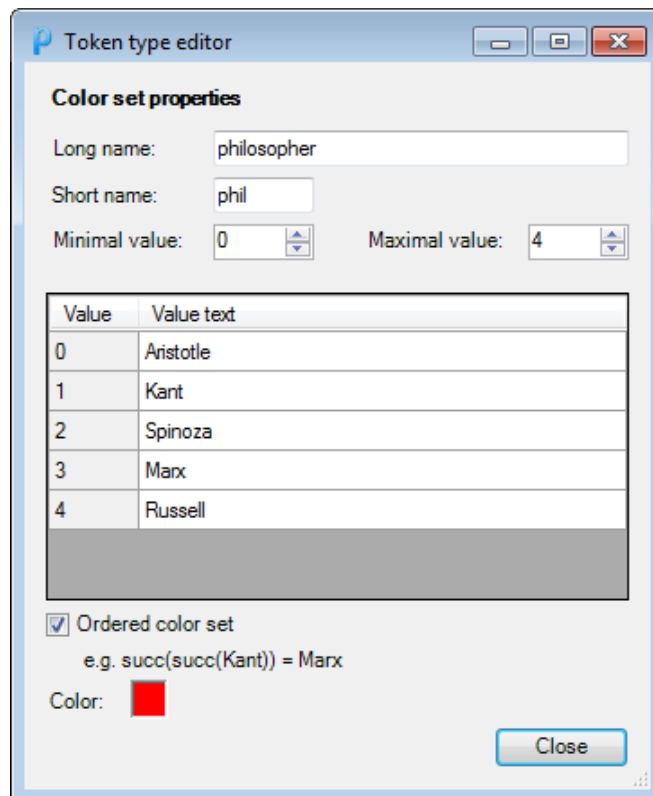 Token type editor
Color set properties
Long name: philosopher
Short name: phil
Minimal value: 0 Maximal value: 4
Value Value text
0 Aristotle
1 Kant
2 Spinoza
3 Marx
4 Russell
Ordered color set
e.g. succ(succ(Kant)) = Marx
Color:
Close